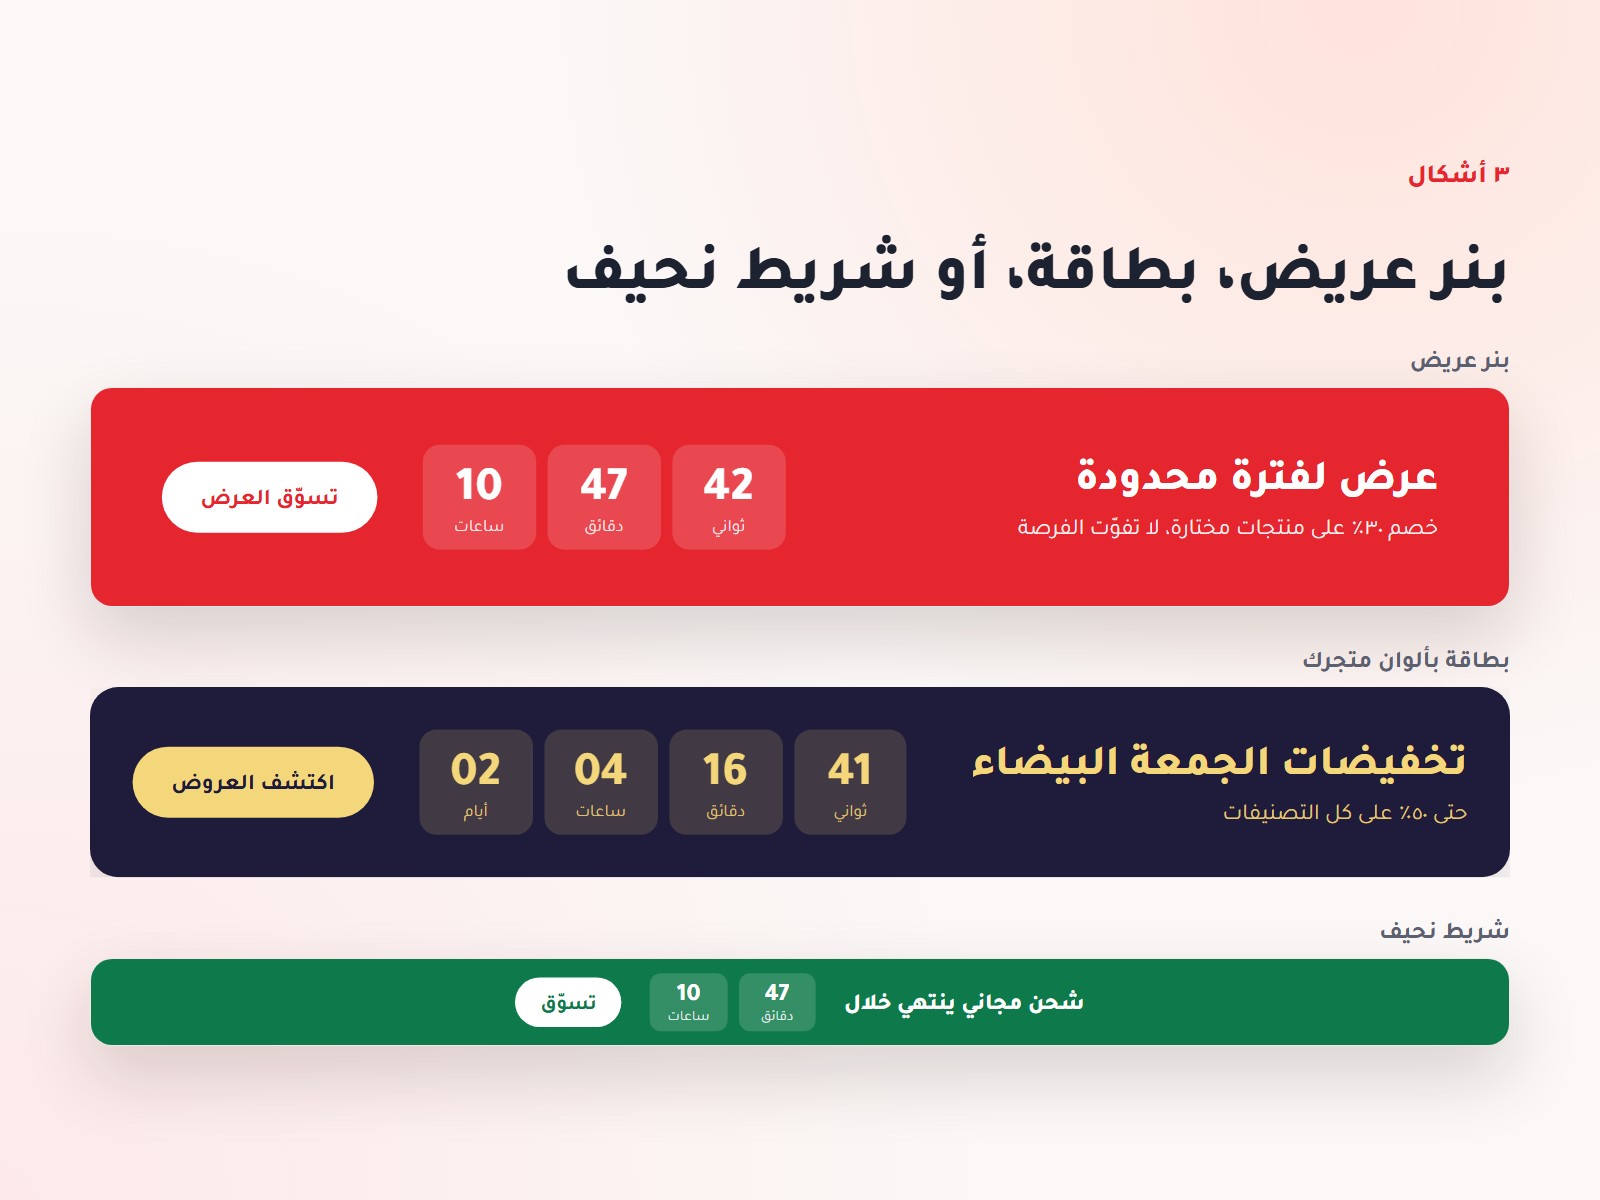 ٣ أشكال
بنر عريض، بطاقة، أو شريط نحيف
بنر عريض
عرض لفترة محدودة
خصم ٣٠٪ على منتجات مختارة، لا تفوّت الفرصة
42 ثواني
47 دقائق
10 ساعات
تسوّق العرض
بطاقة بألوان متجرك
تخفيضات الجمعة البيضاء
حتى ٥٠٪ على كل التصنيفات
41 ثواني
16 دقائق
04 ساعات
02 أيام
اكتشف العروض
شريط نحيف
شحن مجاني ينتهي خلال
47 دقائق
10 ساعات
تسوّق